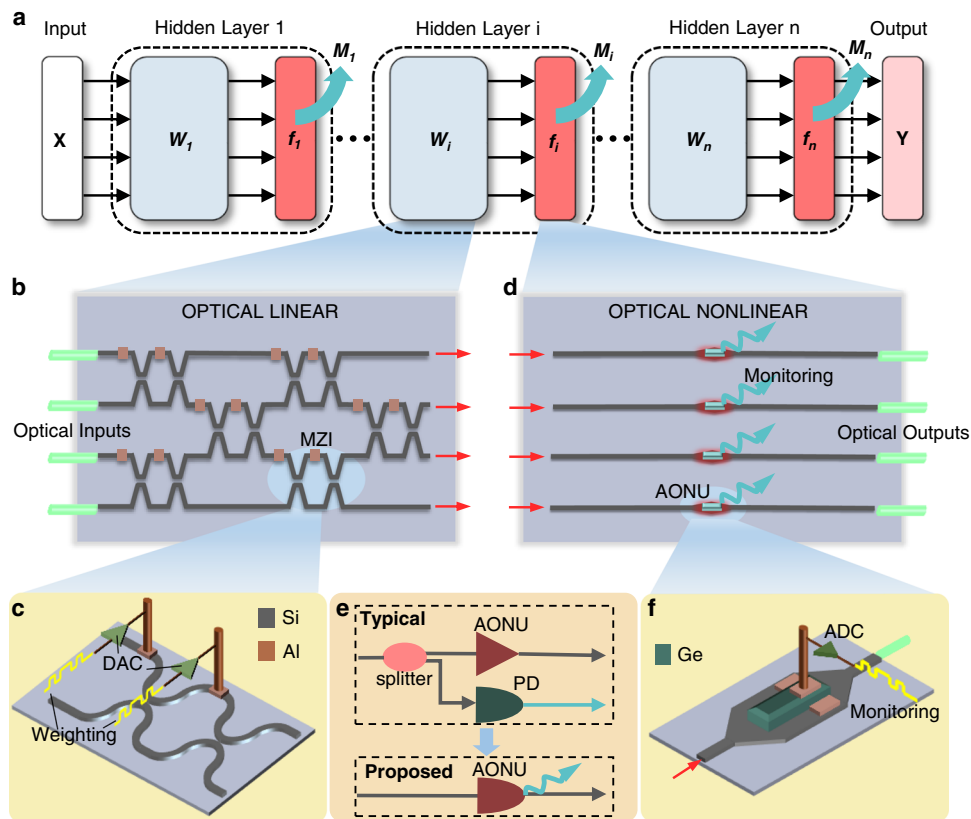 a
Input
Hidden Layer 1
Hidden Layer i
Hidden Layer n
Output
M1
Mi
Mn
X
W1
f1
Wi
fi
Wn
fn
Y
b
OPTICAL LINEAR
Optical Inputs
MZI
d
OPTICAL NONLINEAR
Monitoring
Optical Outputs
AONU
c
Si
Al
DAC
Weighting
e
Typical
AONU
splitter
PD
Proposed
AONU
f
Ge
ADC
Monitoring